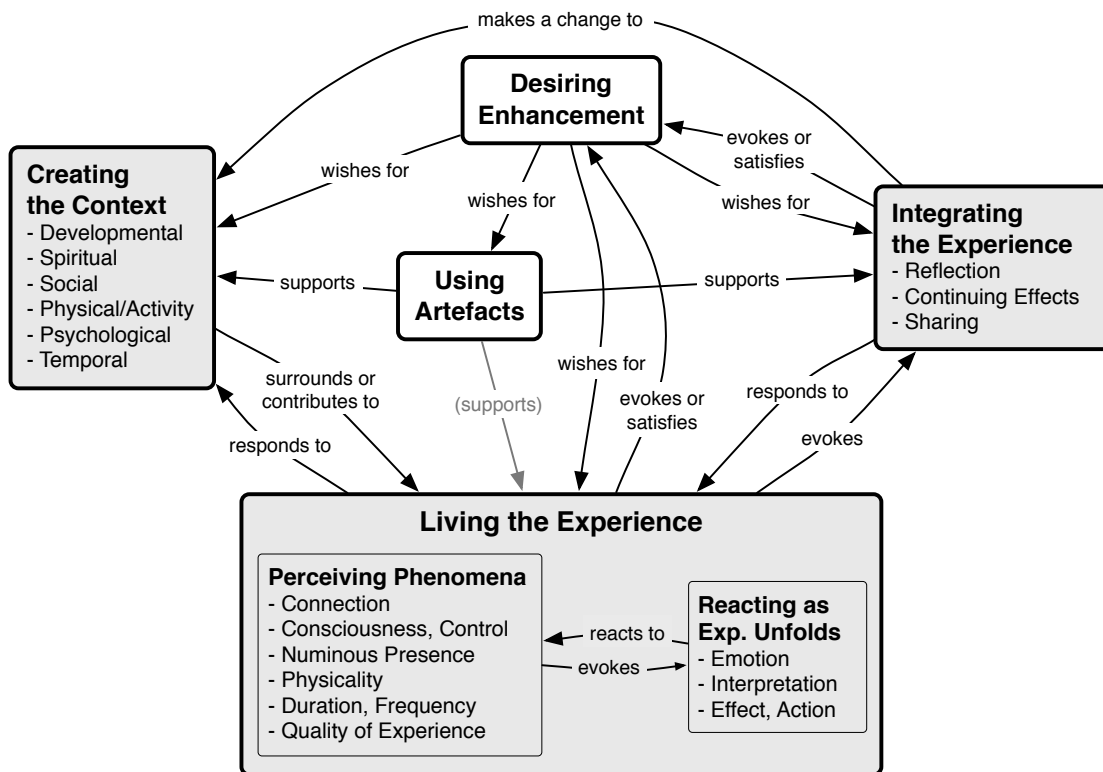 makes a change to
Desiring
Enhancement
evokes or
satisfies
wishes for
wishes for
wishes for
Creating
the Context
- Developmental
- Spiritual
- Social
- Physical/Activity
- Psychological
- Temporal
Integrating
the Experience
- Reflection
- Continuing Effects
- Sharing
supports
Using
Artefacts
supports
surrounds or
contributes to
(supports)
wishes for
evokes or
satisfies
responds to
responds to
evokes
Living the Experience
Perceiving Phenomena
- Connection
- Consciousness, Control
- Numinous Presence
- Physicality
- Duration, Frequency
- Quality of Experience
reacts to
evokes
Reacting as
Exp. Unfolds
- Emotion
- Interpretation
- Effect, Action